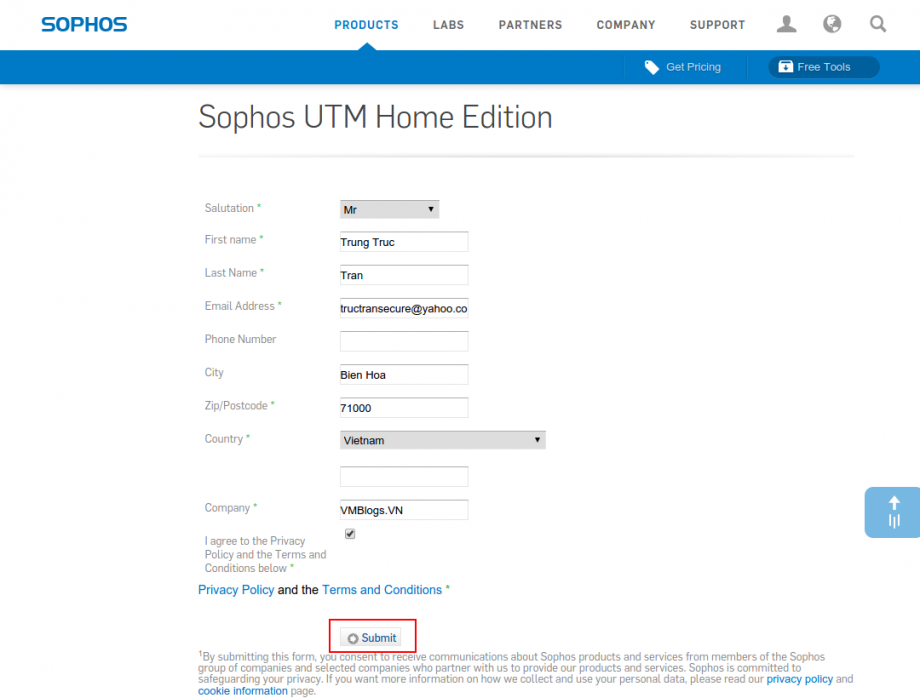 SOPHOS
PRODUCTS LABS PARTNERS COMPANY SUPPORT
Get Pricing Free Tools
Sophos UTM Home Edition
Salutation * Mr
First name * Trung Truc
Last Name * Tran
Email Address * tructransecure@yahoo.co
Phone Number
City Bien Hoa
Zip/Postcode * 71000
Country * Vietnam
Company * VMBlogs.VN
I agree to the Privacy
Policy and the Terms and
Conditions below *
Privacy Policy and the Terms and Conditions *
Submit
1By submitting this form, you consent to receive communications about Sophos products and services from members of the Sophos
group of companies and selected companies who partner with us to provide our products and services. Sophos is committed to
safeguarding your privacy. If you want more information on how we collect and use your personal data, please read our privacy policy and
cookie information page.